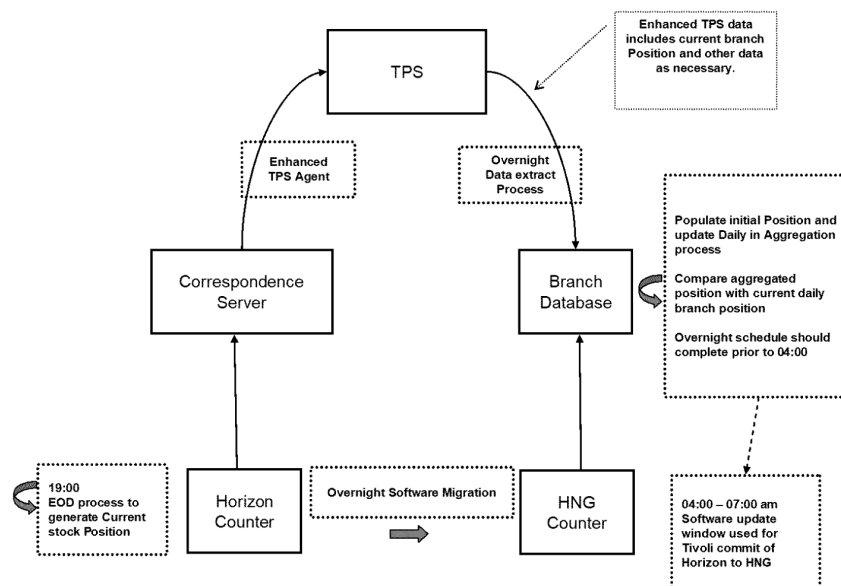 Enhanced TPS data
includes current branch
Position and other data
as necessary.
TPS
Enhanced
TPS Agent
Overnight
Data extract
Process
Populate initial Position and
update Daily in Aggregation
process
Compare aggregated
position with current daily
branch position
Overnight schedule should
complete prior to 04:00
Correspondence
Server
Branch
Database
19:00
EOD process to
generate Current
stock Position
Horizon
Counter
Overnight Software Migration
HNG
Counter
04:00 – 07:00 am
Software update
window used for
Tivoli commit of
Horizon to HNG